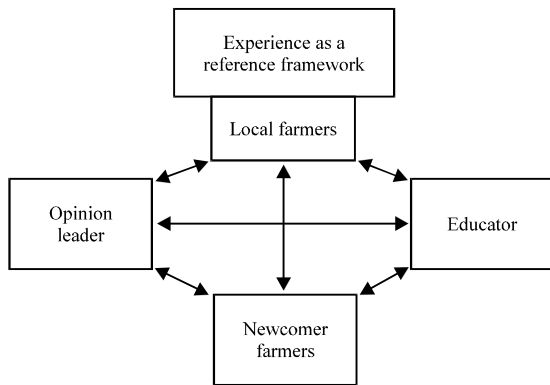 Experience as a
reference framework
Local farmers
Opinion
leader
Educator
Newcomer
farmers